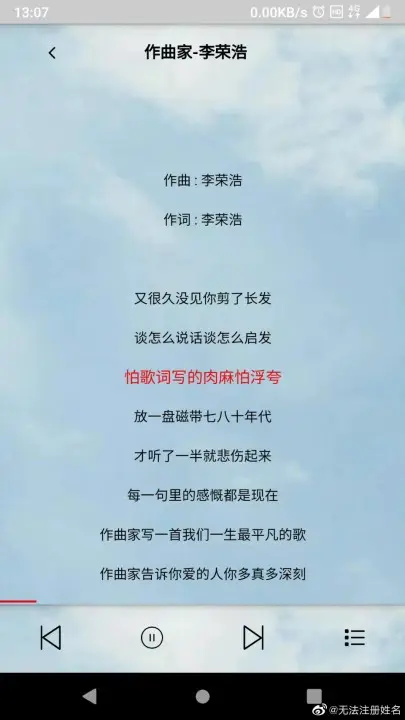 13:07
0.00KB/s HD 4G
作曲家-李荣浩
作曲 : 李荣浩
作词 : 李荣浩
又很久没见你剪了长发
谈怎么说话谈怎么启发
怕歌词写的肉麻怕浮夸
放一盘磁带七八十年代
才听了一半就悲伤起来
每一句里的感慨都是现在
作曲家写一首我们一生最平凡的歌
作曲家告诉你爱的人你多真多深刻
@无法注册姓名